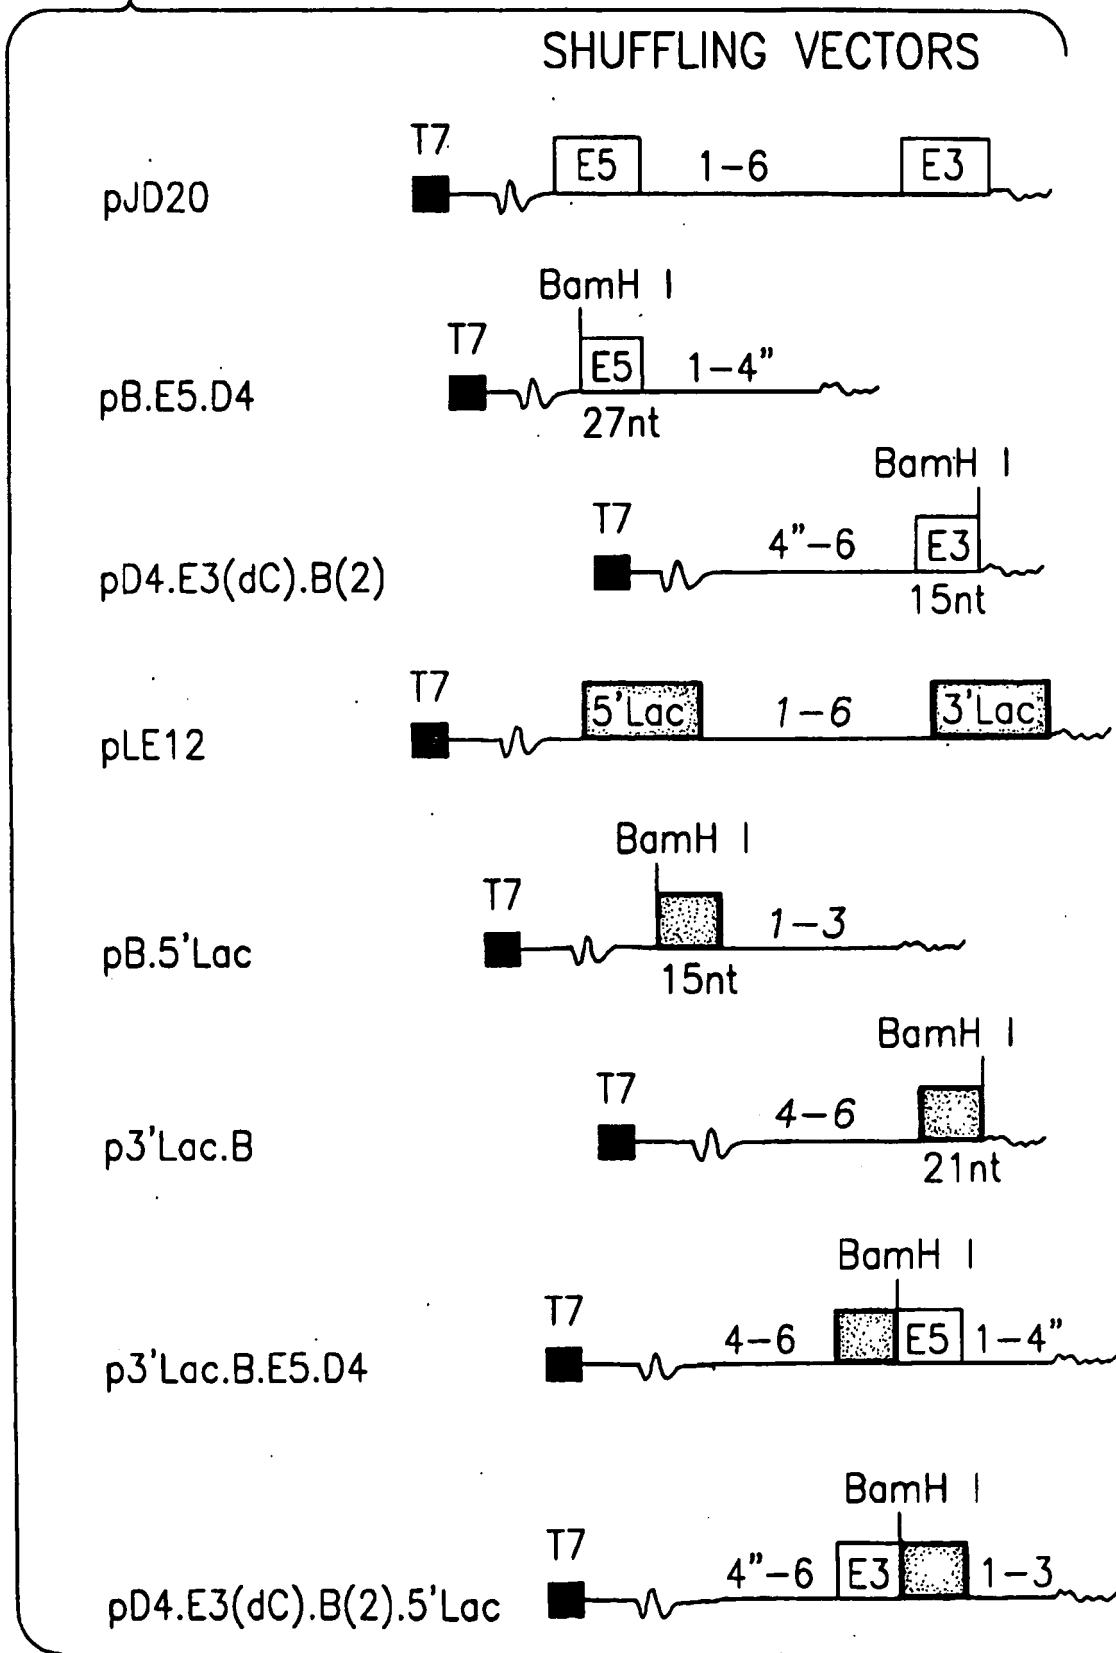 SHUFFLING VECTORS
T7
E5
1-6
E3
pJD20
BamH I
T7
E5
1-4"
pB.E5.D4
27nt
BamH I
T7
4"-6
E3
pD4.E3(dC).B(2)
15nt
T7
5'Lac
1-6
3'Lac
pLE12
BamH I
T7
1-3
pB.5'Lac
15nt
BamH I
T7
4-6
p3'Lac.B
21nt
BamH I
T7
4-6
E5
1-4"
p3'Lac.B.E5.D4
BamH I
T7
4"-6
E3
1-3
pD4.E3(dC).B(2).5'Lac